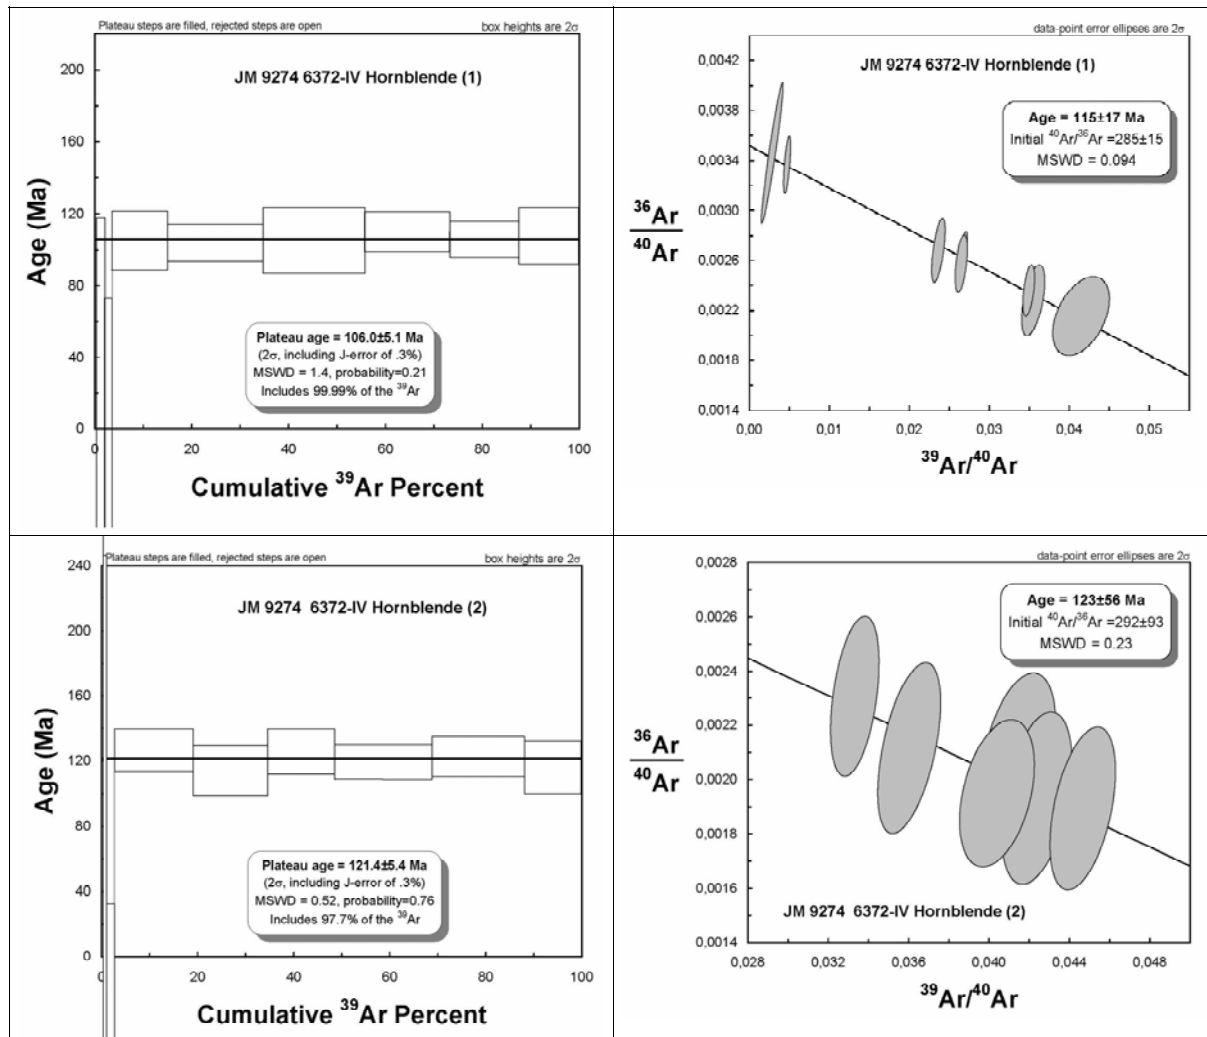 Plateau steps are filled, rejected steps are open
box heights are 2σ
JM 9274 6372-IV Hornblende (1)
Age (Ma)
200
160
120
80
40
0
Plateau age = 106.0±5.1 Ma
(2σ, including J-error of .3%)
MSWD = 1.4, probability=0.21
Includes 99.99% of the ³⁹Ar
0 20 40 60 80 100
Cumulative ³⁹Ar Percent
data-point error ellipses are 2σ
JM 9274 6372-IV Hornblende (1)
Age = 115±17 Ma
Initial ⁴⁰Ar/³⁶Ar =285±15
MSWD = 0.094
0,0042
0,0038
0,0034
0,0030
0,0026
0,0022
0,0018
0,0014
³⁶Ar
⁴⁰Ar
0,00 0,01 0,02 0,03 0,04 0,05
³⁹Ar/⁴⁰Ar
Plateau steps are filled, rejected steps are open
box heights are 2σ
JM 9274 6372-IV Hornblende (2)
Age (Ma)
240
200
160
120
80
40
0
Plateau age = 121.4±5.4 Ma
(2σ, including J-error of .3%)
MSWD = 0.52, probability=0.76
Includes 97.7% of the ³⁹Ar
0 20 40 60 80 100
Cumulative ³⁹Ar Percent
data-point error ellipses are 2σ
Age = 123±56 Ma
Initial ⁴⁰Ar/³⁶Ar =292±93
MSWD = 0.23
0,0028
0,0026
0,0024
0,0022
0,0020
0,0018
0,0016
0,0014
³⁶Ar
⁴⁰Ar
JM 9274 6372-IV Hornblende (2)
0,028 0,032 0,036 0,040 0,044 0,048
³⁹Ar/⁴⁰Ar